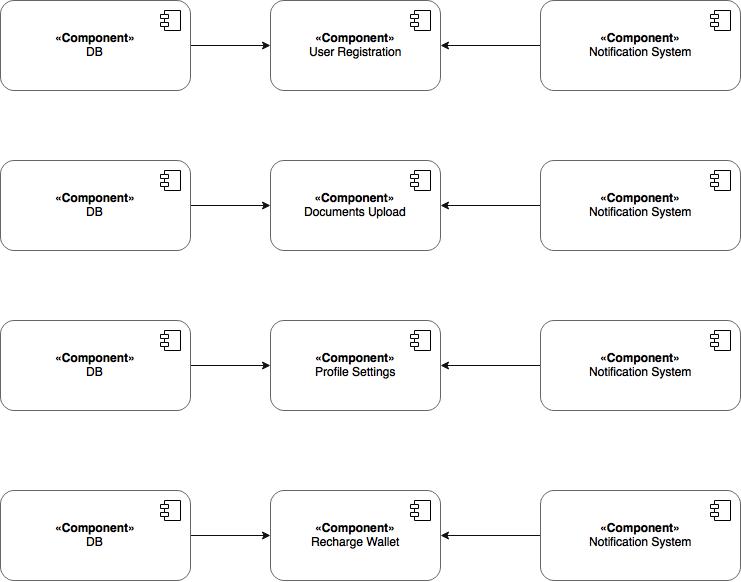 «Component»
DB
«Component»
User Registration
«Component»
Notification System
«Component»
DB
«Component»
Documents Upload
«Component»
Notification System
«Component»
DB
«Component»
Profile Settings
«Component»
Notification System
«Component»
DB
«Component»
Recharge Wallet
«Component»
Notification System